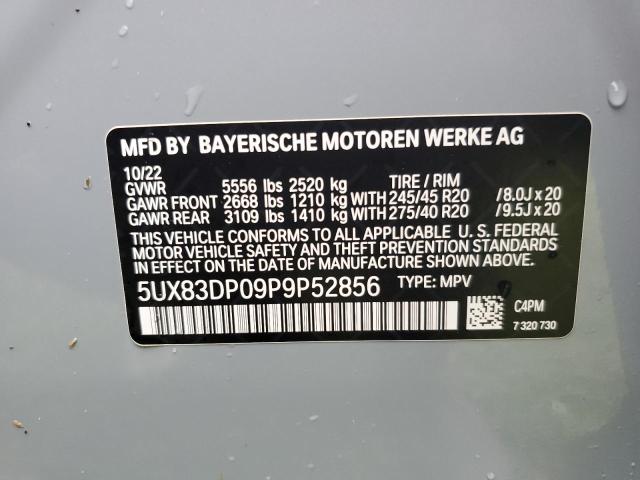 MFD BY BAYERISCHE MOTOREN WERKE AG
10/22
GVWR 5556 lbs 2520 kg TIRE / RIM
GAWR FRONT 2668 lbs 1210 kg WITH 245/45 R20 /8.0J x 20
GAWR REAR 3109 lbs 1410 kg WITH 275/40 R20 /9.5J x 20
THIS VEHICLE CONFORMS TO ALL APPLICABLE U. S. FEDERAL
MOTOR VEHICLE SAFETY AND THEFT PREVENTION STANDARDS
IN EFFECT ON THE DATE OF MANUFACTURE SHOWN ABOVE.
5UX83DP09P9P52856 TYPE: MPV
C4PM
7 320 730